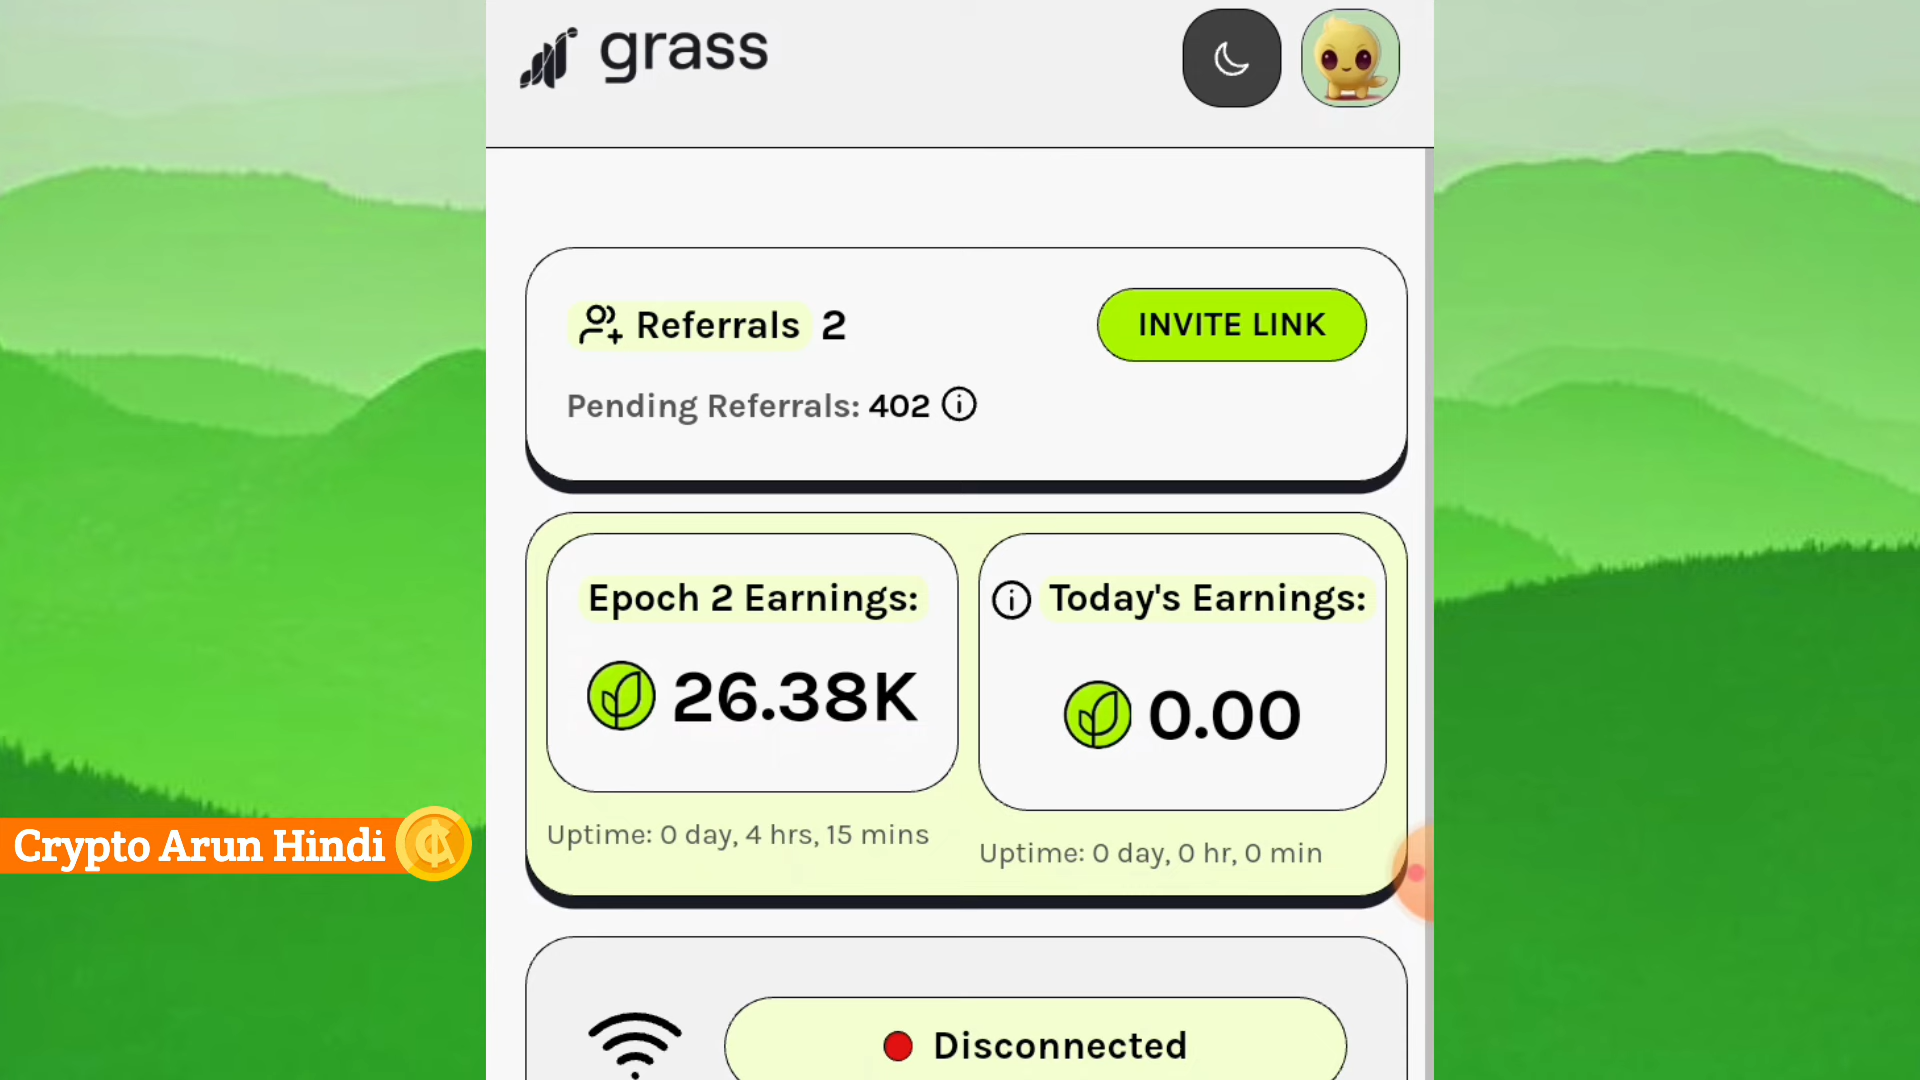 grass
Referrals 2
INVITE LINK
Pending Referrals: 402
Epoch 2 Earnings:
26.38K
Uptime: 0 day, 4 hrs, 15 mins
Today's Earnings:
0.00
Uptime: 0 day, 0 hr, 0 min
Crypto Arun Hindi
Disconnected